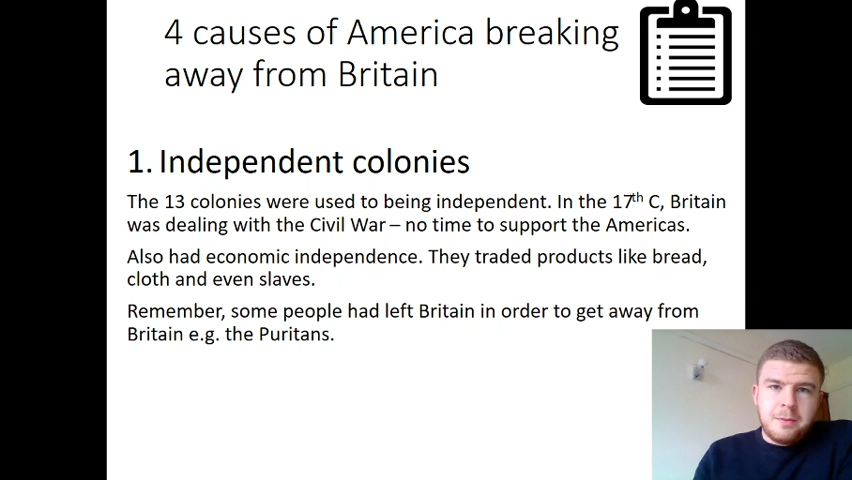 4 causes of America breaking
away from Britain
1. Independent colonies
The 13 colonies were used to being independent. In the 17th C, Britain
was dealing with the Civil War – no time to support the Americas.
Also had economic independence. They traded products like bread,
cloth and even slaves.
Remember, some people had left Britain in order to get away from
Britain e.g. the Puritans.